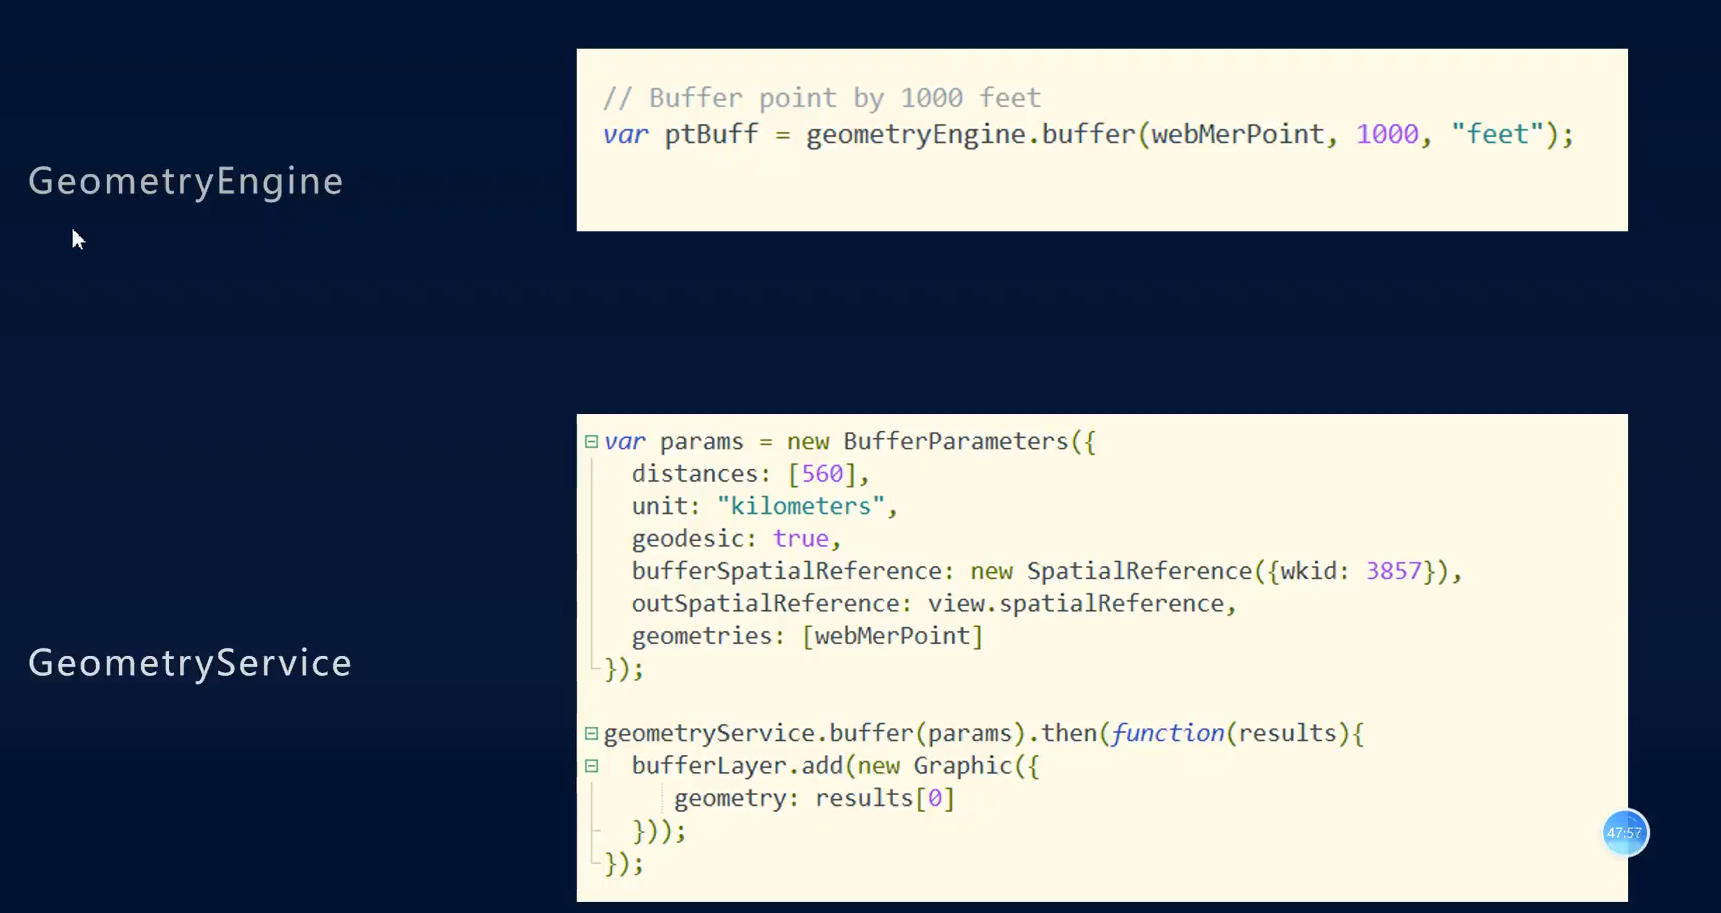 // Buffer point by 1000 feet
var ptBuff = geometryEngine.buffer(webMerPoint, 1000, "feet");
GeometryEngine
var params = new BufferParameters({
distances: [560],
unit: "kilometers",
geodesic: true,
bufferSpatialReference: new SpatialReference({wkid: 3857}),
outSpatialReference: view.spatialReference,
geometries: [webMerPoint]
});
GeometryService
geometryService.buffer(params).then(function(results){
bufferLayer.add(new Graphic({
geometry: results[0]
}));
});
47:57